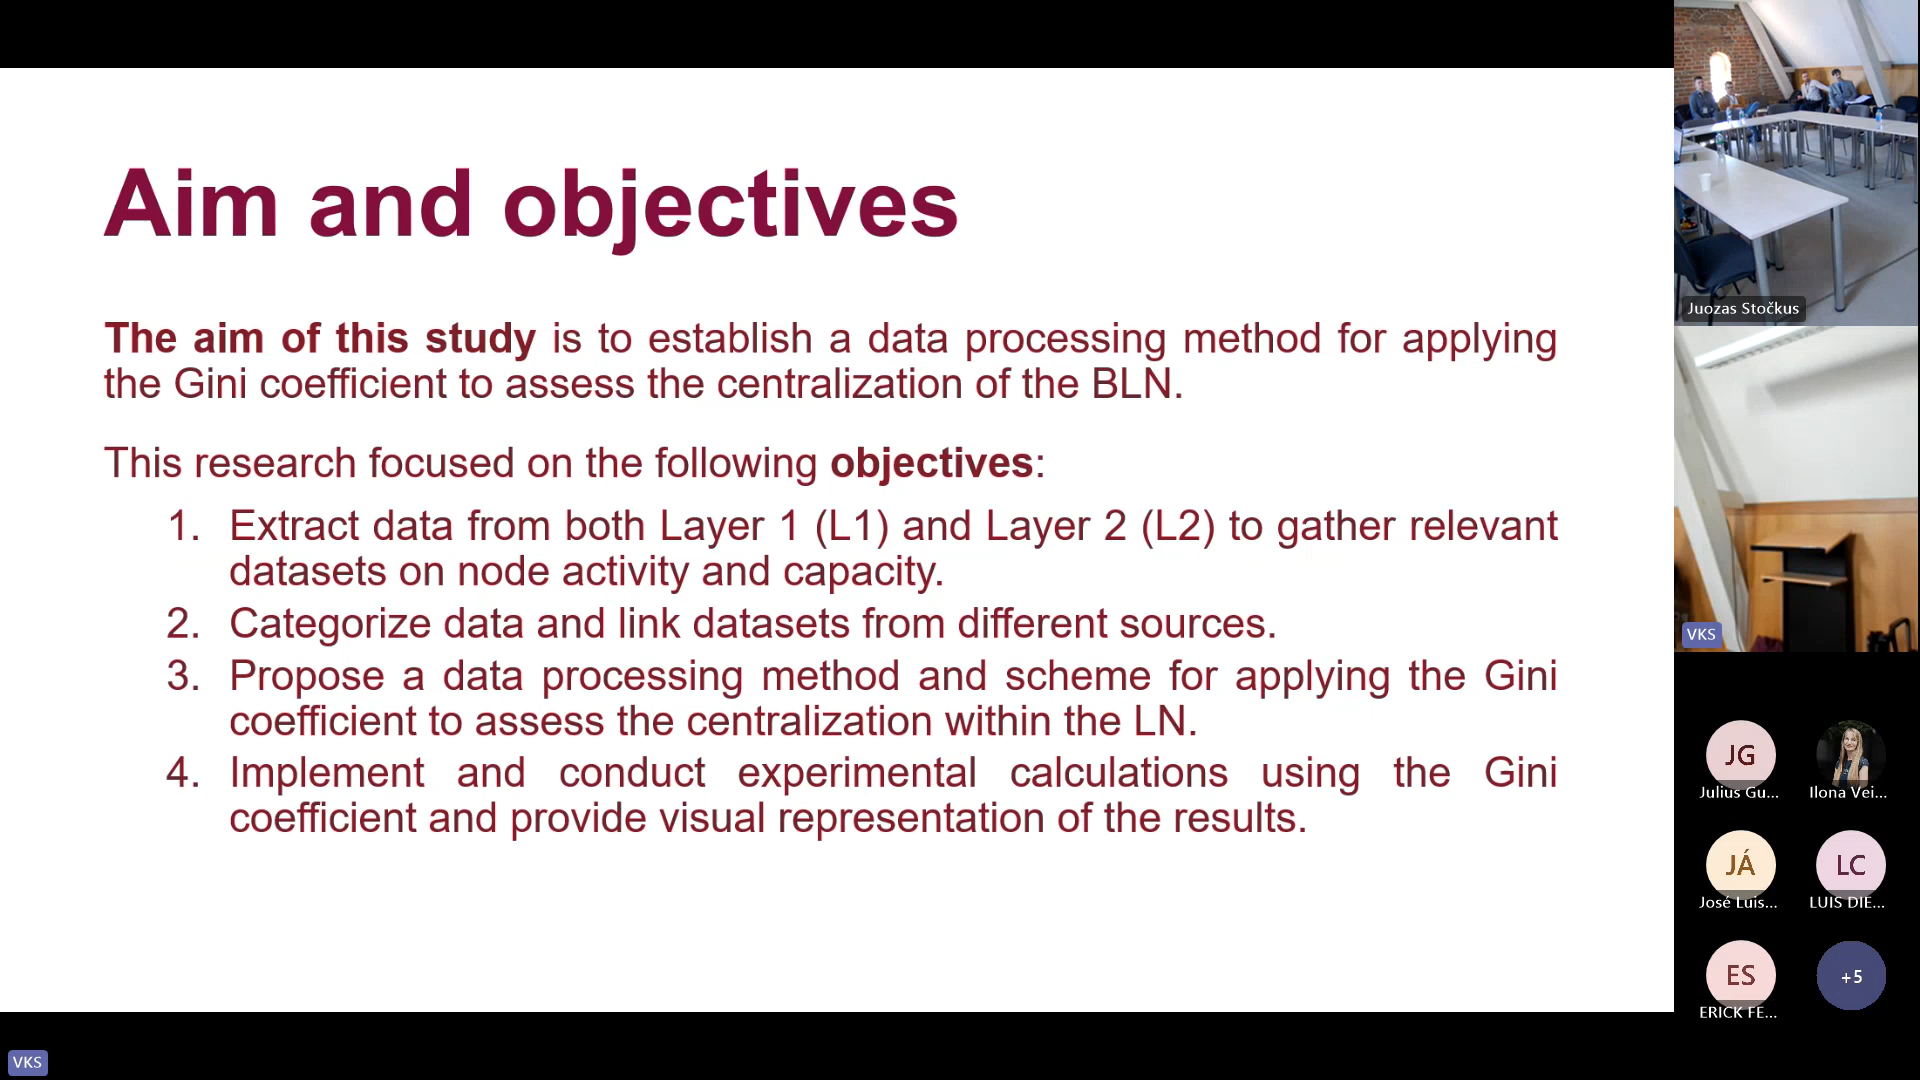 Aim and objectives
The aim of this study is to establish a data processing method for applying
the Gini coefficient to assess the centralization of the BLN.
This research focused on the following objectives:
1. Extract data from both Layer 1 (L1) and Layer 2 (L2) to gather relevant
datasets on node activity and capacity.
2. Categorize data and link datasets from different sources.
3. Propose a data processing method and scheme for applying the Gini
coefficient to assess the centralization within the LN.
4. Implement and conduct experimental calculations using the Gini
coefficient and provide visual representation of the results.
VKS
Juozas Stočkus
VKS
JG
Julius Gu...
Ilona Vei...
JÁ
José Luis...
LC
LUIS DIE...
ES
ERICK FE...
+5